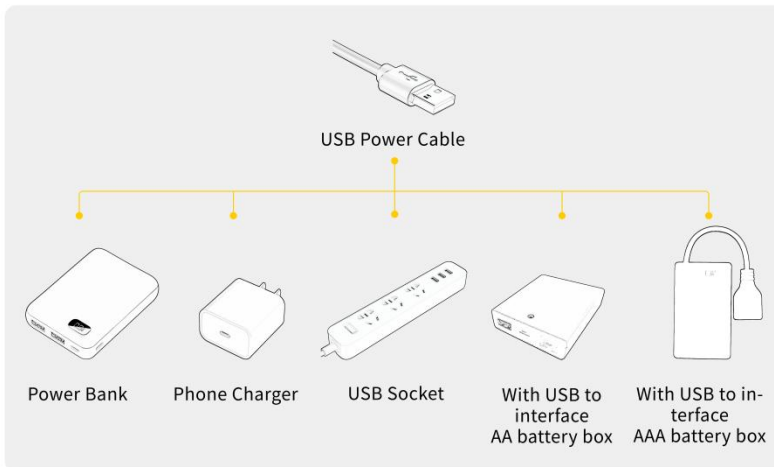 USB Power Cable
Power Bank
Phone Charger
USB Socket
With USB to
interface
AA battery box
With USB to in-
terface
AAA battery box